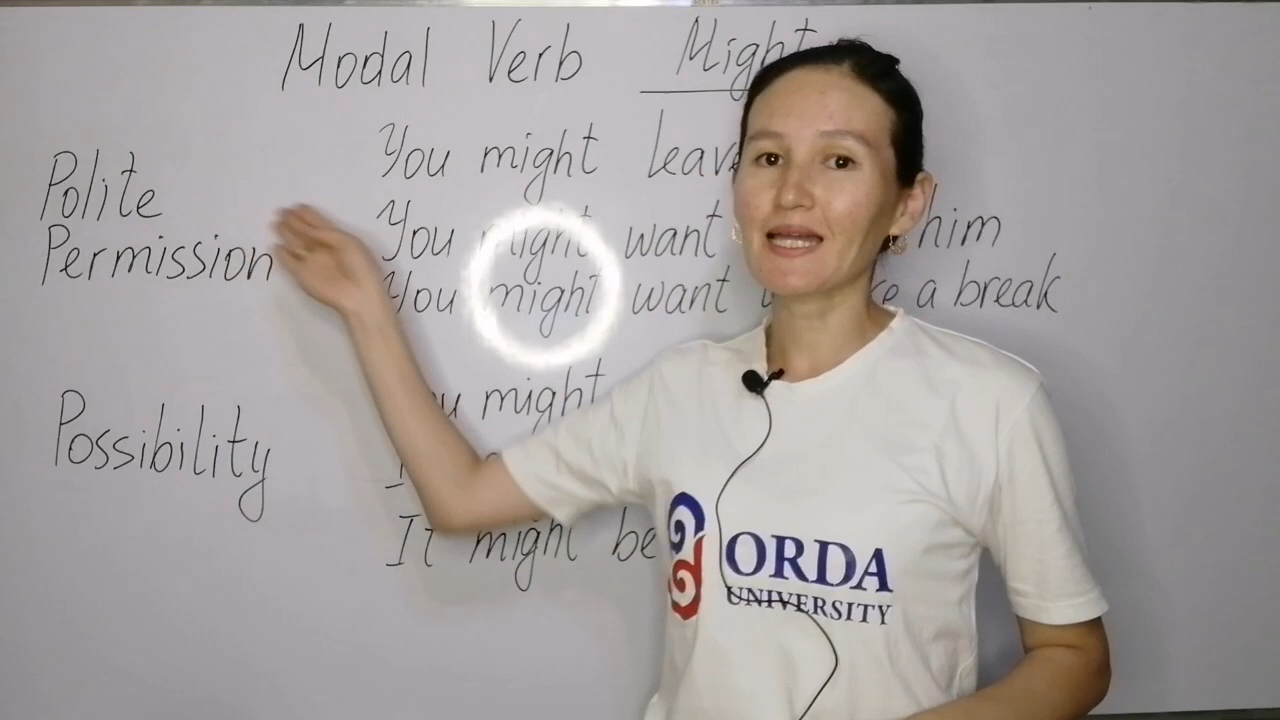 Modal Verb Might
Polite
Permission
You might leave
You might want him
You might want a break
Possibility
might
It might be
ORDA
UNIVERSITY